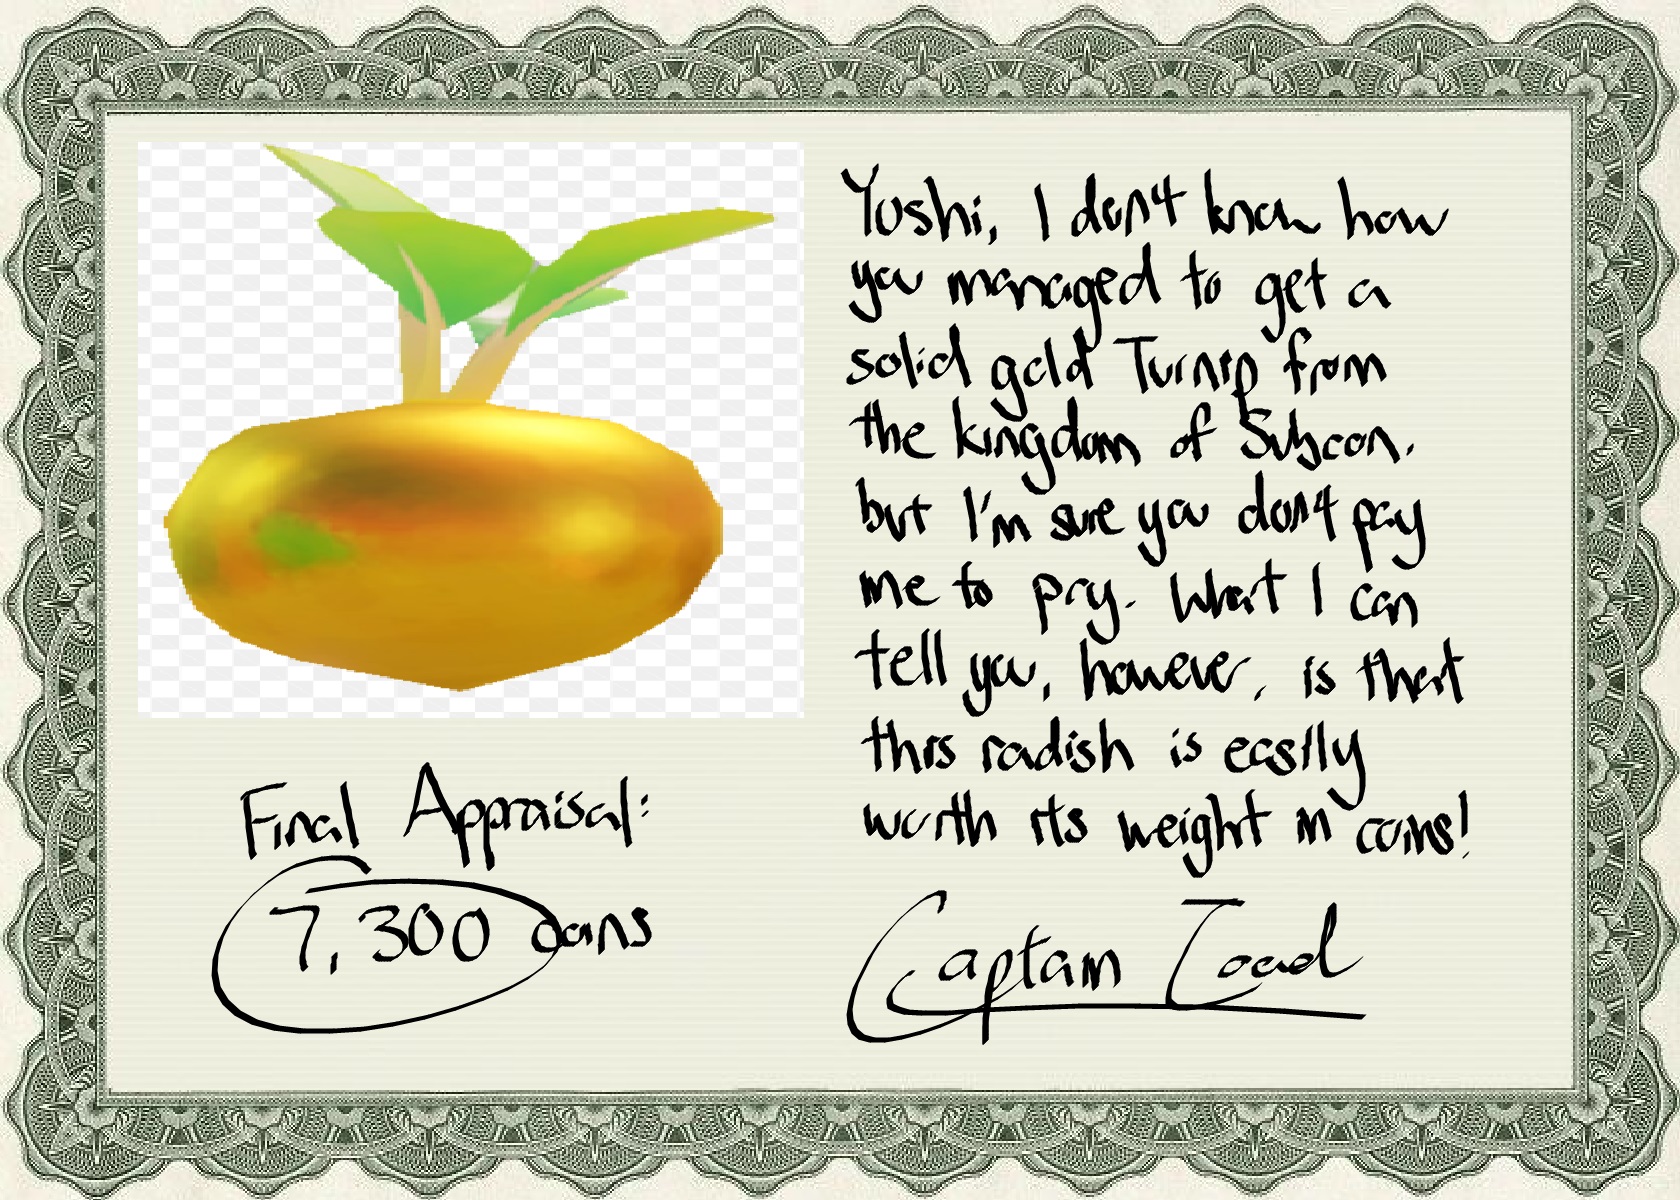 Yoshi, I don't know how
you managed to get a
solid gold Turnip from
the kingdom of Subcon.
but I'm sure you don't pay
me to pry. What I can
tell you, however, is that
this radish is easily
worth its weight in coins!
Final Appraisal:
7,300 coins
Captain Toad